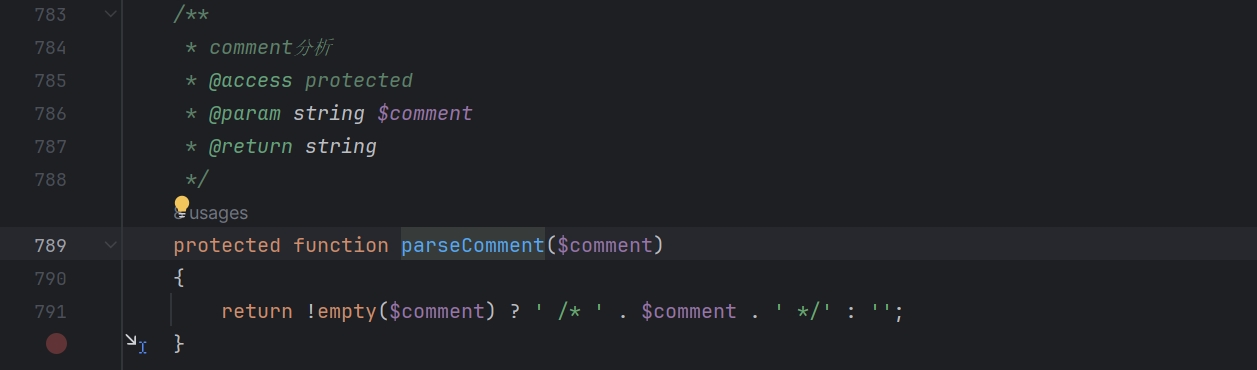 783 /**
784 * comment分析
785 * @access protected
786 * @param string $comment
787 * @return string
788 */
usages
789 protected function parseComment($comment)
790 {
791 return !empty($comment) ? ' /* ' . $comment . ' */' : '';
}